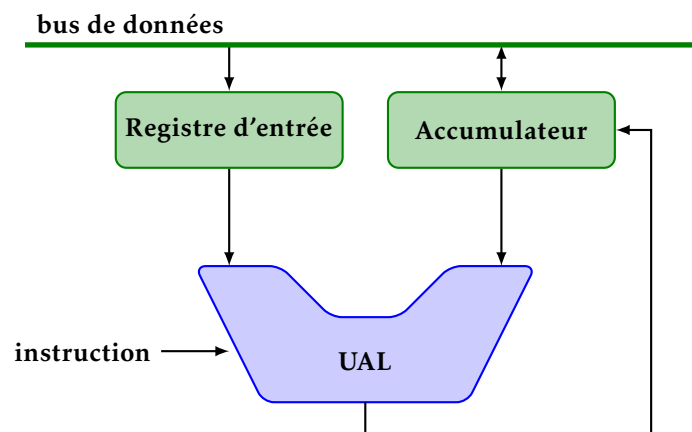 bus de données
Registre d'entrée
Accumulateur
instruction
UAL